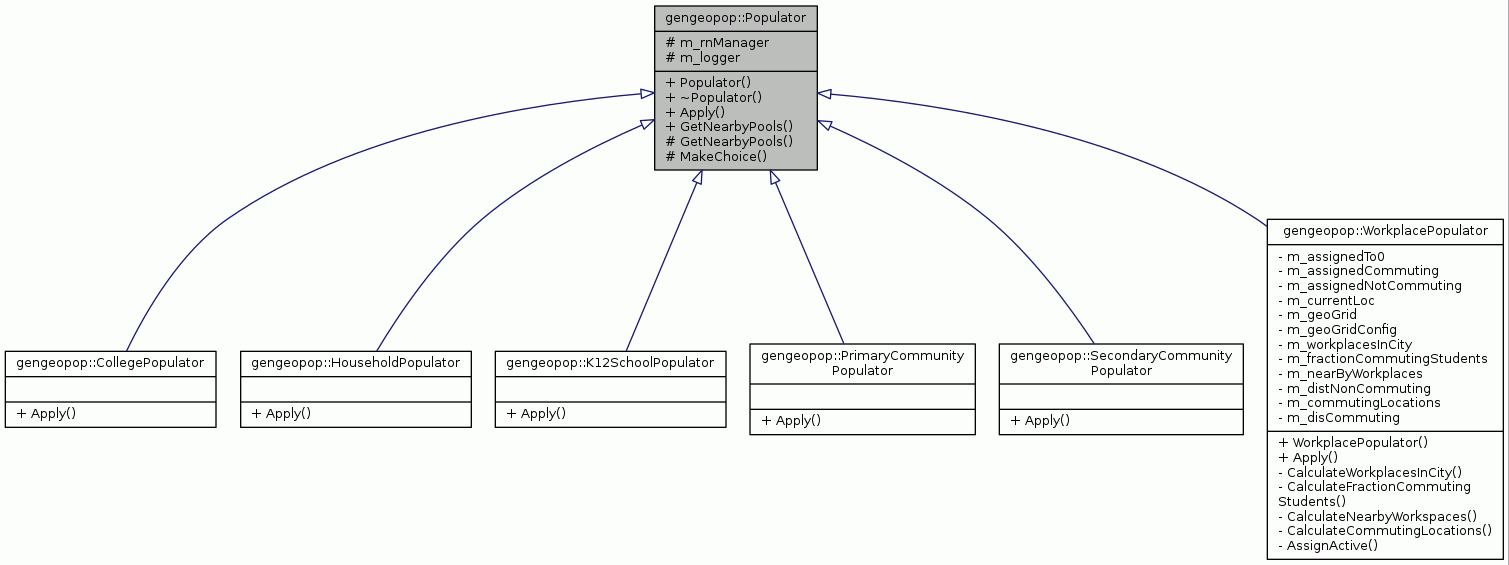 gengeopop::Populator
# m_rnManager
# m_logger
+ Populator()
+ ~Populator()
+ Apply()
+ GetNearbyPools()
# GetNearbyPools()
# MakeChoice()
gengeopop::CollegePopulator
+ Apply()
gengeopop::HouseholdPopulator
+ Apply()
gengeopop::K12SchoolPopulator
+ Apply()
gengeopop::PrimaryCommunity
Populator
+ Apply()
gengeopop::SecondaryCommunity
Populator
+ Apply()
gengeopop::WorkplacePopulator
- m_assignedTo0
- m_assignedCommuting
- m_assignedNotCommuting
- m_currentLoc
- m_geoGrid
- m_geoGridConfig
- m_workplacesInCity
- m_fractionCommutingStudents
- m_nearByWorkplaces
- m_distNonCommuting
- m_commutingLocations
- m_disCommuting
+ WorkplacePopulator()
+ Apply()
- CalculateWorkplacesInCity()
- CalculateFractionCommuting
Students()
- CalculateNearbyWorkspaces()
- CalculateCommutingLocations()
- AssignActive()